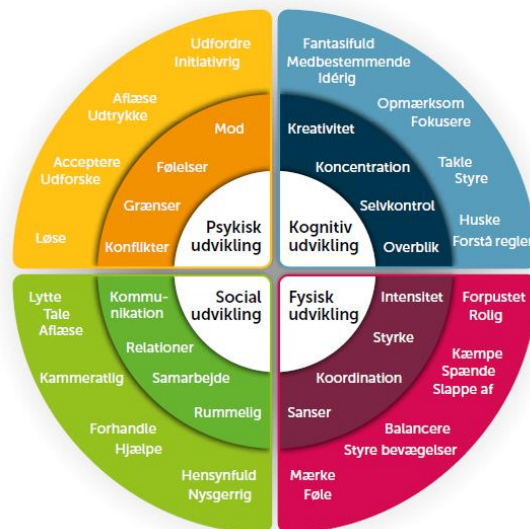 Udfordre
Initiativrig
Aflæse
Udtrykke
Acceptere
Udforske
Løse
Mod
Følelser
Grænser
Konflikter
Psykisk
udvikling
Fantasifuld
Medbestemmende
Idérig
Opmærksom
Fokusere
Takle
Styre
Huske
Forstå regler
Kreativitet
Koncentration
Selvkontrol
Overblik
Kognitiv
udvikling
Lytte
Tale
Aflæse
Kammeratlig
Forhandle
Hjælpe
Hensynfuld
Nysgerrig
Kommu-
nikation
Relationer
Samarbejde
Rummelig
Social
udvikling
Fysisk
udvikling
Intensitet
Styrke
Koordination
Sanser
Forpustet
Rolig
Kæmpe
Spænde
Slappe af
Balancere
Styre bevægelser
Mærke
Føle